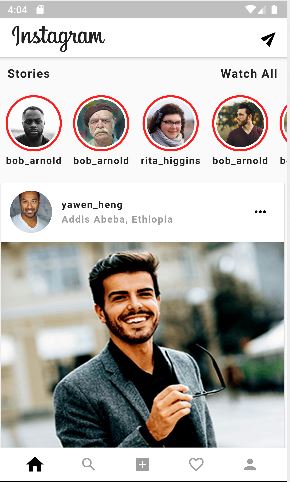 4:04
Instagram
Stories Watch All
bob_arnold bob_arnold rita_higgins bob_arnold
yawen_heng
Addis Abeba, Ethiopia